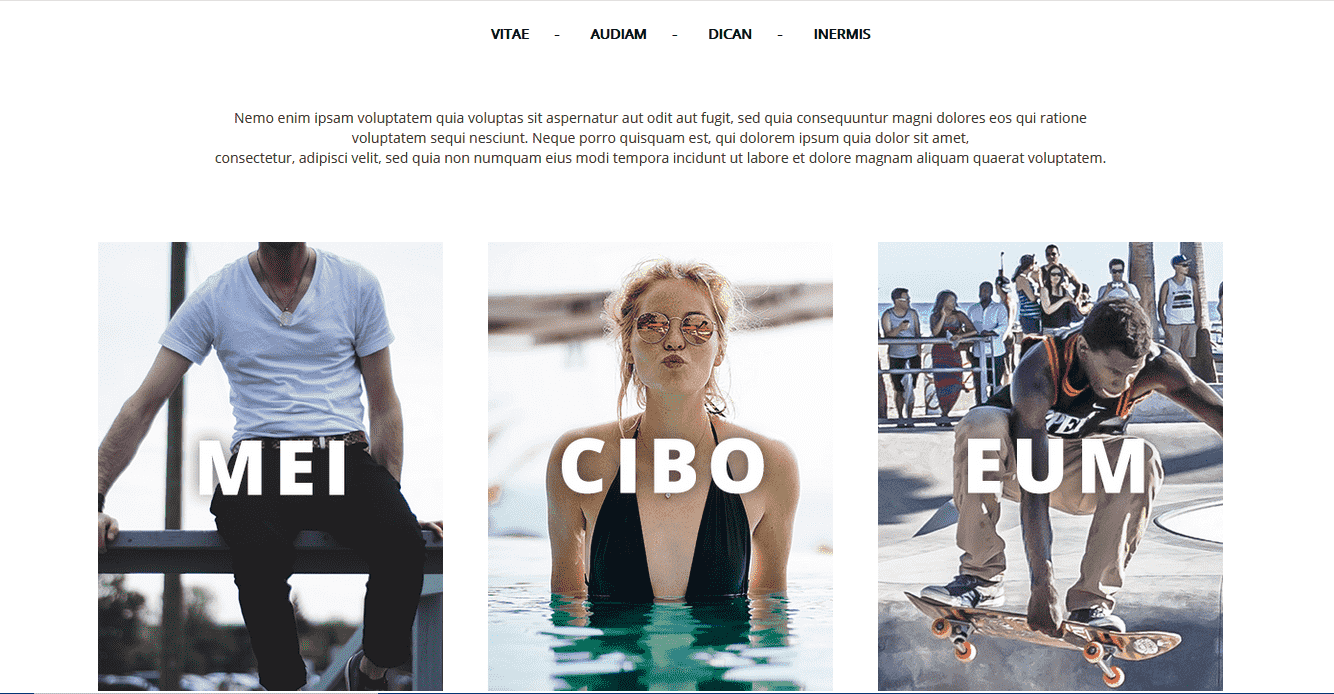 VITAE - AUDIAM - DICAN - INERMIS
Nemo enim ipsam voluptatem quia voluptas sit aspernatur aut odit aut fugit, sed quia consequuntur magni dolores eos qui ratione
voluptatem sequi nesciunt. Neque porro quisquam est, qui dolorem ipsum quia dolor sit amet,
consectetur, adipisci velit, sed quia non numquam eius modi tempora incidunt ut labore et dolore magnam aliquam quaerat voluptatem.
MEI
CIBO
EUM